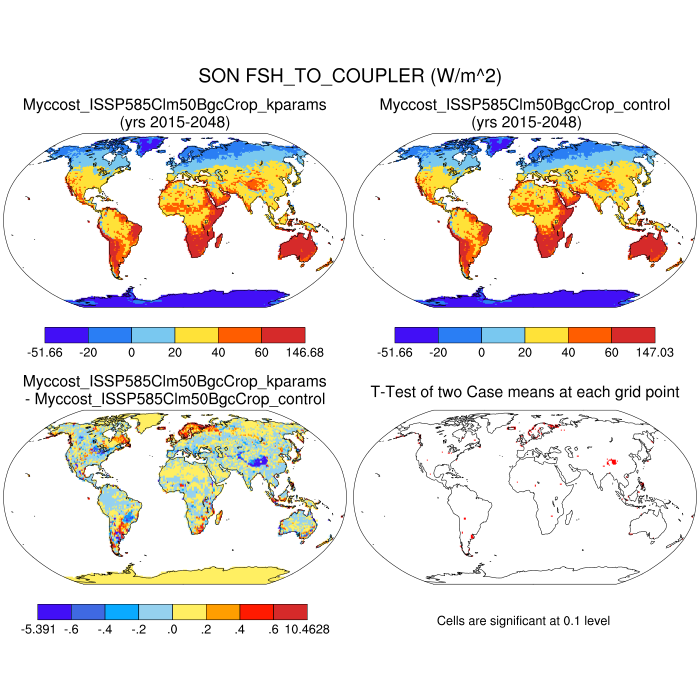 SON FSH_TO_COUPLER (W/m^2)
Myccost_ISSP585Clm50BgcCrop_kparams
(yrs 2015-2048)
Myccost_ISSP585Clm50BgcCrop_control
(yrs 2015-2048)
-51.66 -20 0 20 40 60 146.68
-51.66 -20 0 20 40 60 147.03
Myccost_ISSP585Clm50BgcCrop_kparams
- Myccost_ISSP585Clm50BgcCrop_control
T-Test of two Case means at each grid point
-5.391 -.6 -.4 -.2 .0 .2 .4 .6 10.4628
Cells are significant at 0.1 level